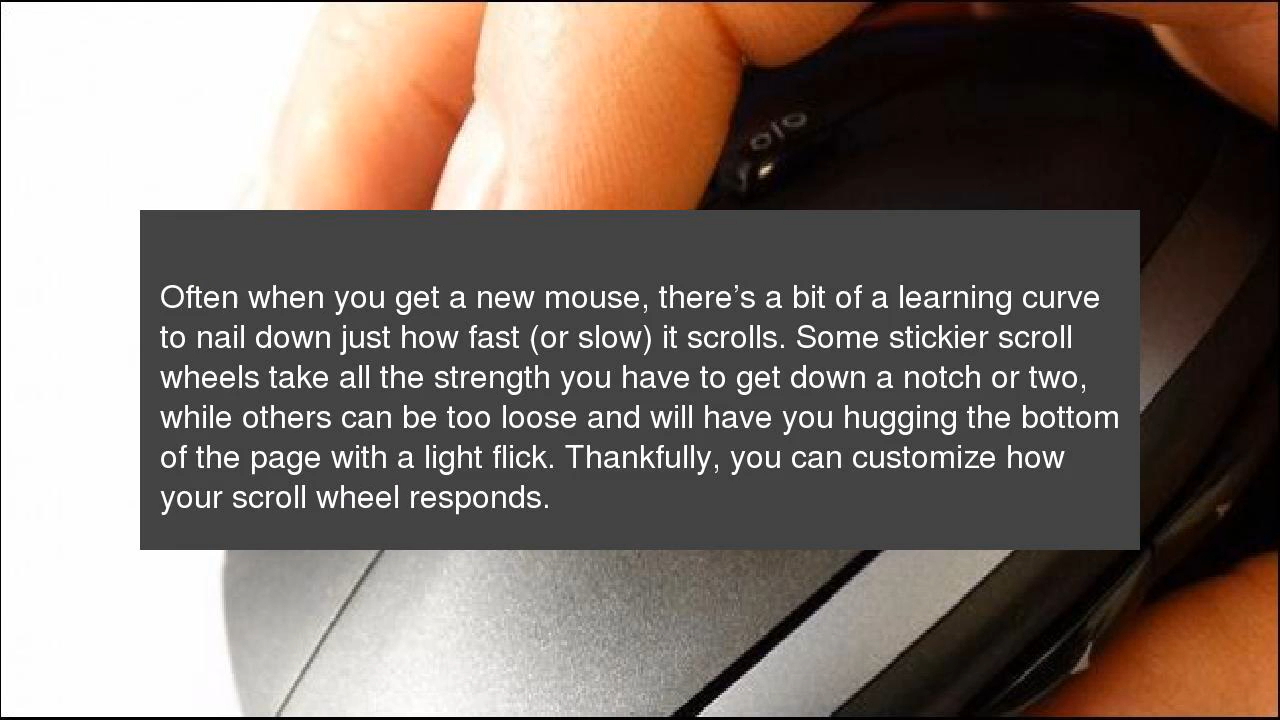 Often when you get a new mouse, there’s a bit of a learning curve
to nail down just how fast (or slow) it scrolls. Some stickier scroll
wheels take all the strength you have to get down a notch or two,
while others can be too loose and will have you hugging the bottom
of the page with a light flick. Thankfully, you can customize how
your scroll wheel responds.